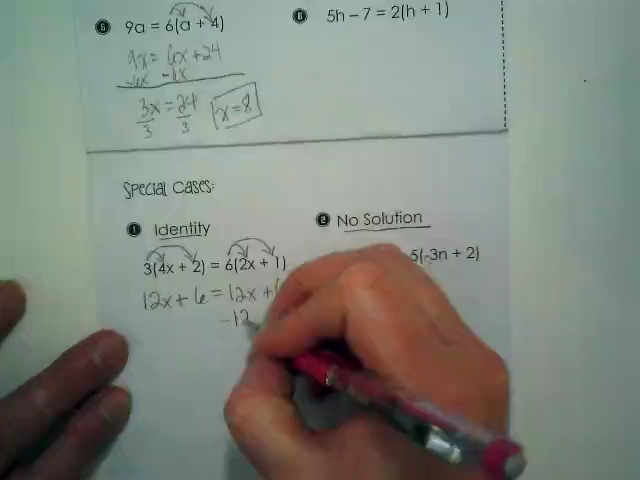 5 9a = 6(a + 4)
9x = 6x + 24
-6x -6x
3x = 24
3 3
x = 8
6 5h – 7 = 2(h + 1)
Special Cases:
1 Identity
3(4x + 2) = 6(2x + 1)
12x + 6 = 12x +
-12
2 No Solution
5(-3n + 2)